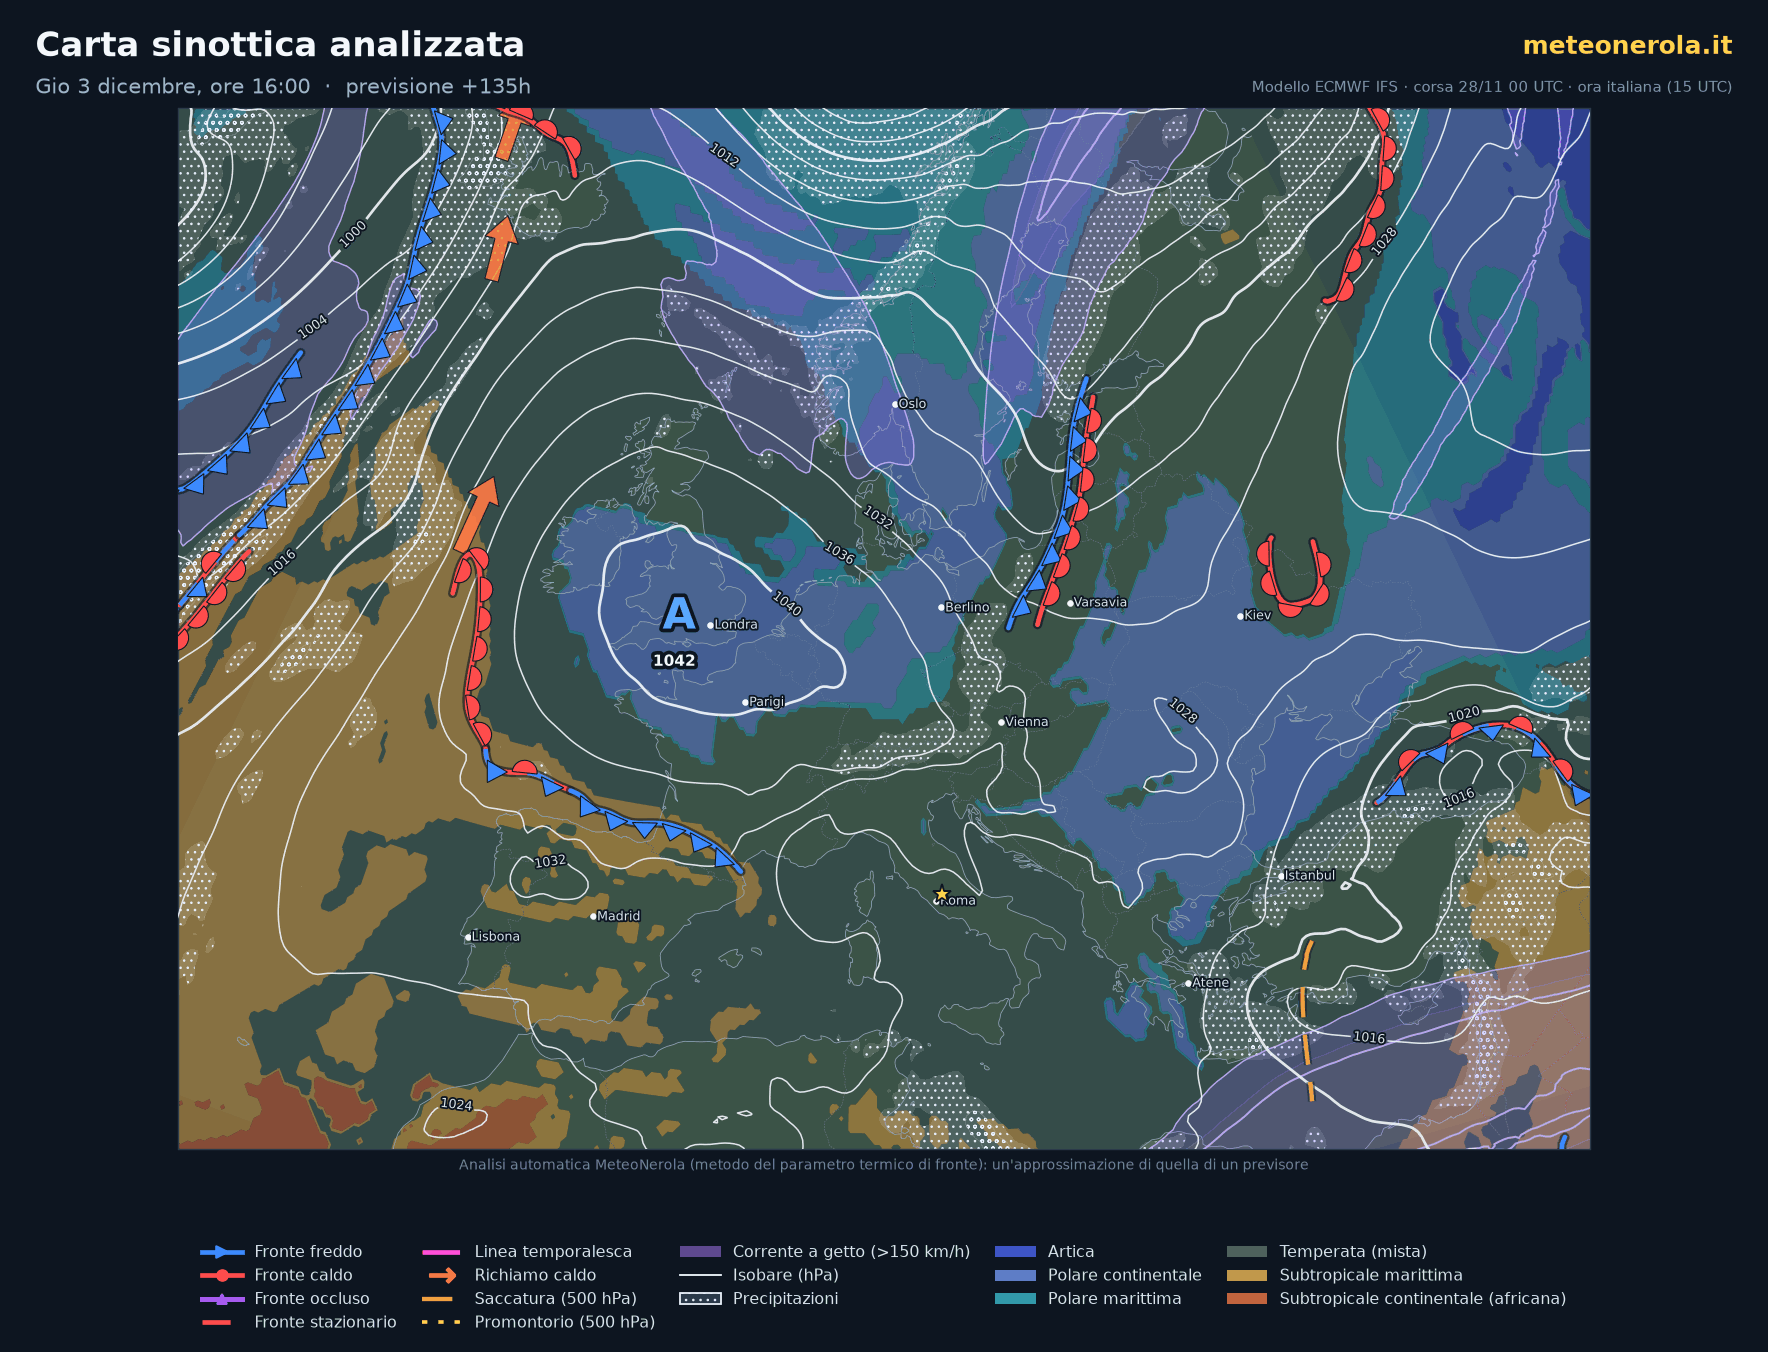 Carta sinottica analizzata
meteonerola.it
Gio 3 dicembre, ore 16:00 · previsione +135h
Modello ECMWF IFS · corsa 28/11 00 UTC · ora italiana (15 UTC)
1012
1000
1028
1004
Oslo
1032
1036
1016
1040
Berlino
Varsavia
Kiev
A
Londra
1042
Parigi
1028
Vienna
1020
1016
1032
Istanbul
Roma
Madrid
Lisbona
Atene
1016
1024
Analisi automatica MeteoNerola (metodo del parametro termico di fronte): un'approssimazione di quella di un previsore
Fronte freddo
Linea temporalesca
Corrente a getto (>150 km/h)
Artica
Temperata (mista)
Fronte caldo
Richiamo caldo
Isobare (hPa)
Polare continentale
Subtropicale marittima
Fronte occluso
Saccatura (500 hPa)
Precipitazioni
Polare marittima
Subtropicale continentale (africana)
Fronte stazionario
Promontorio (500 hPa)